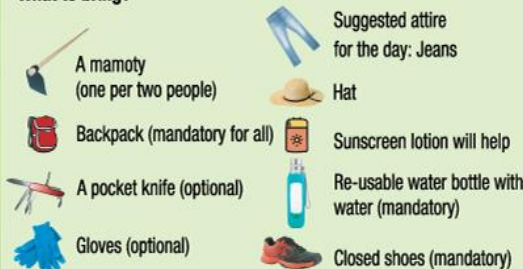 A mamoty
(one per two people)
Backpack (mandatory for all)
A pocket knife (optional)
Gloves (optional)
Suggested attire
for the day: Jeans
Hat
Sunscreen lotion will help
Re-usable water bottle with
water (mandatory)
Closed shoes (mandatory)